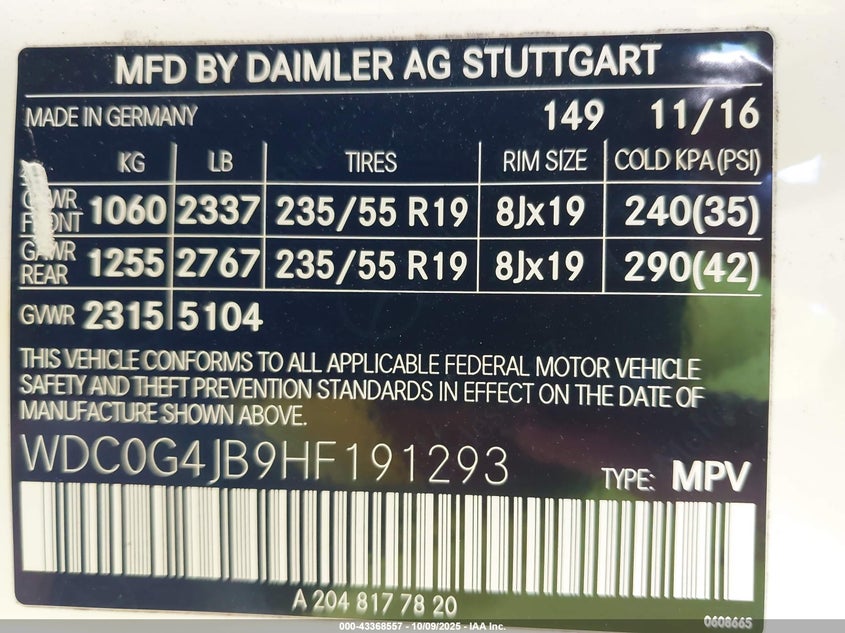 MFD BY DAIMLER AG STUTTGART
MADE IN GERMANY 149 11/16
KG LB TIRES RIM SIZE COLD KPA(PSI)
GAWR FRONT 1060 2337 235/55 R19 8Jx19 240(35)
GAWR REAR 1255 2767 235/55 R19 8Jx19 290(42)
GVWR 2315 5104
THIS VEHICLE CONFORMS TO ALL APPLICABLE FEDERAL MOTOR VEHICLE
SAFETY AND THEFT PREVENTION STANDARDS IN EFFECT ON THE DATE OF
MANUFACTURE SHOWN ABOVE.
WDC0G4JB9HF191293 TYPE: MPV
A 204 817 78 20
0608665
000-43368557 - 10/09/2025 - IAA Inc.